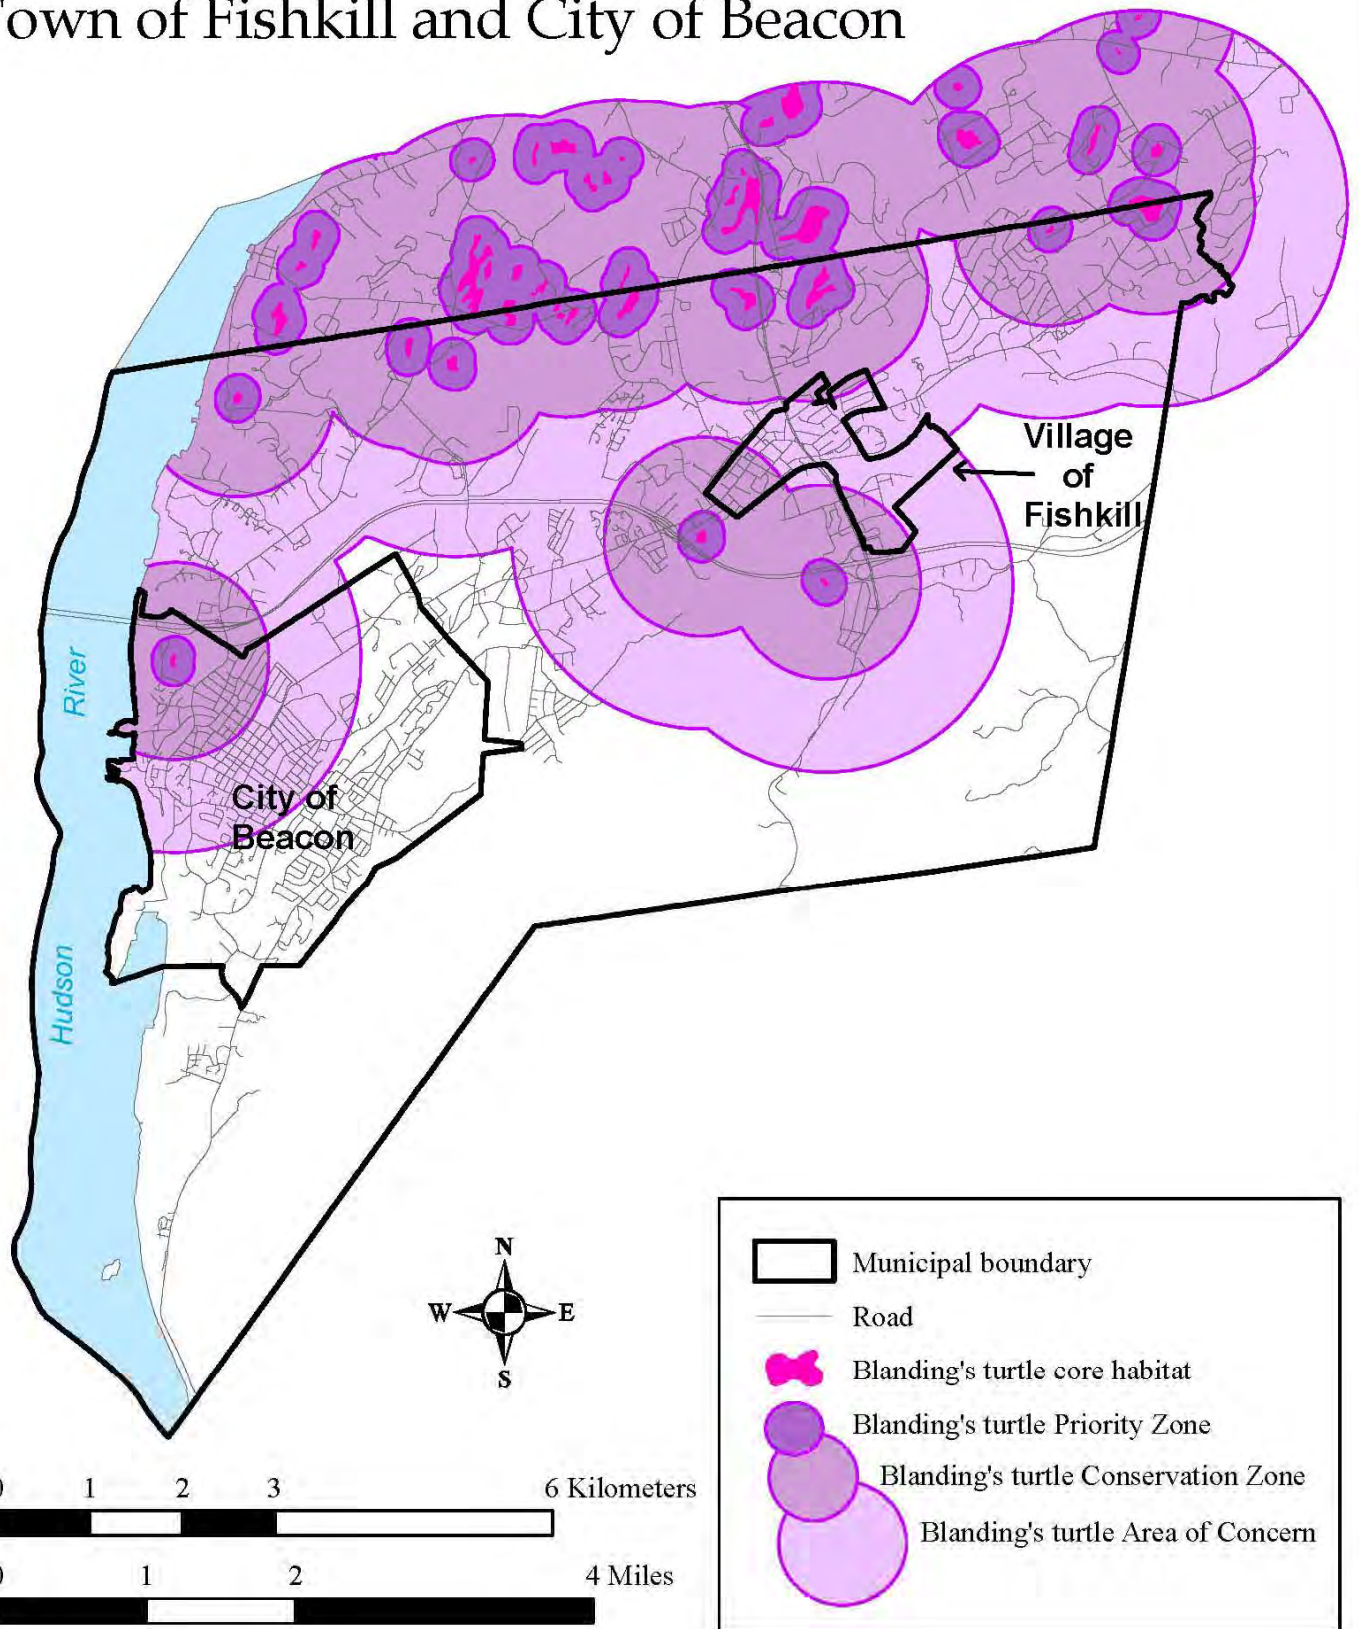 Town of Fishkill and City of Beacon
Village
of
Fishkill
River
City of
Beacon
Hudson
N
W E
S
Municipal boundary
Road
Blanding's turtle core habitat
Blanding's turtle Priority Zone
Blanding's turtle Conservation Zone
Blanding's turtle Area of Concern
0 1 2 3 6 Kilometers
0 1 2 4 Miles